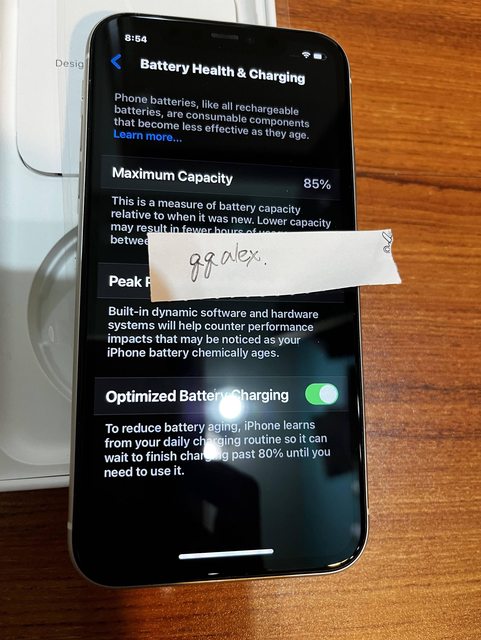 8:54
Desig
Battery Health & Charging
Phone batteries, like all rechargeable
batteries, are consumable components
that become less effective as they age.
Learn more...
Maximum Capacity 85%
This is a measure of battery capacity
relative to when it was new. Lower capacity
may result in fewer hours of
betwee
gqalex.
Peak P
Built-in dynamic software and hardware
systems will help counter performance
impacts that may be noticed as your
iPhone battery chemically ages.
Optimized Battery Charging
To reduce battery aging, iPhone learns
from your daily charging routine so it can
wait to finish charging past 80% until you
need to use it.